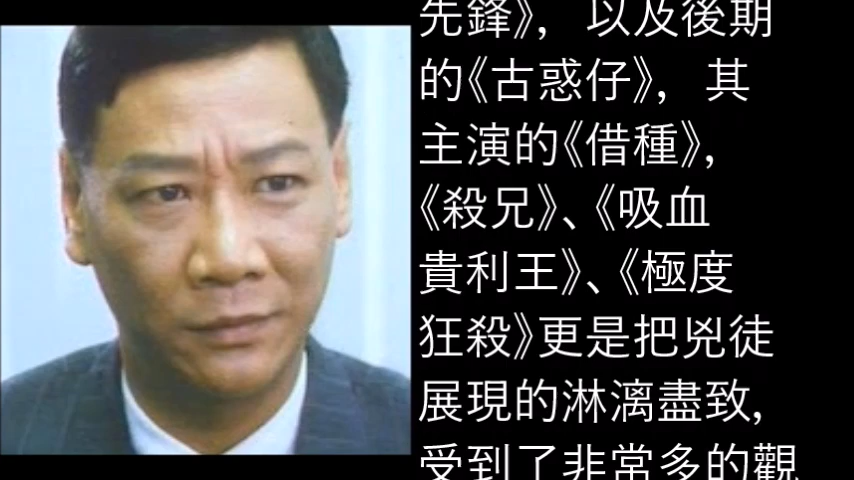 先鋒》，以及後期
的《古惑仔》，其
主演的《借種》，
《殺兄》、《吸血
貴利王》、《極度
狂殺》更是把兇徒
展現的淋漓盡致，
受到了非常多的觀